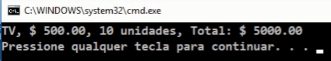 C:\WINDOWS\system32\cmd.exe
TV, $ 500.00, 10 unidades, Total: $ 5000.00
Pressione qualquer tecla para continuar. . .